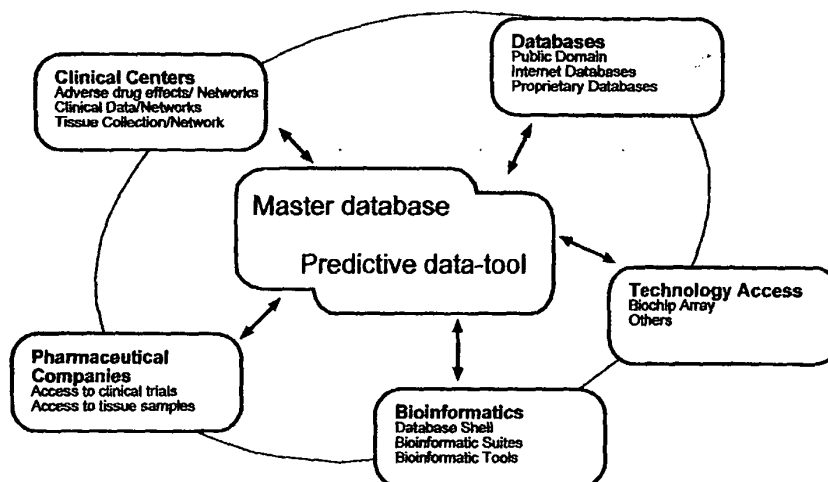 Clinical Centers
Adverse drug effects/ Networks
Clinical Data/Networks
Tissue Collection/Network
Databases
Public Domain
Internet Databases
Proprietary Databases
Master database
Predictive data-tool
Technology Access
Biochip Array
Others
Pharmaceutical
Companies
Access to clinical trials
Access to tissue samples
Bioinformatics
Database Shell
Bioinformatic Suites
Bioinformatic Tools